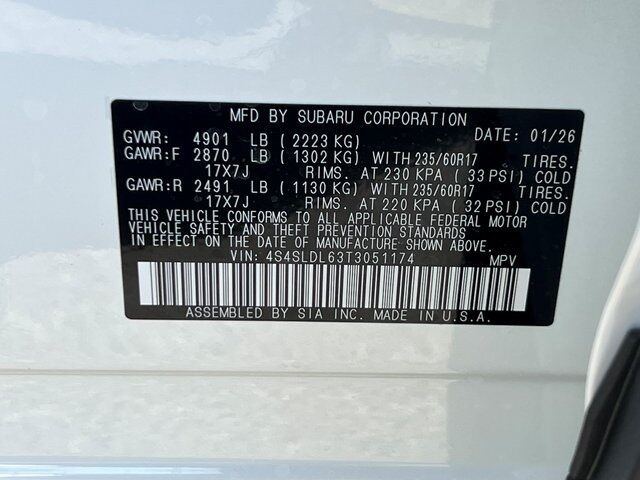 MFD BY SUBARU CORPORATION
GVWR: 4901 LB ( 2223 KG) DATE: 01/26
GAWR:F 2870 LB ( 1302 KG) WITH 235/60R17 TIRES.
17X7J RIMS. AT 230 KPA ( 33 PSI) COLD
GAWR:R 2491 LB ( 1130 KG) WITH 235/60R17 TIRES.
17X7J RIMS. AT 220 KPA ( 32 PSI) COLD
THIS VEHICLE CONFORMS TO ALL APPLICABLE FEDERAL MOTOR
VEHICLE SAFETY AND THEFT PREVENTION STANDARDS
IN EFFECT ON THE DATE OF MANUFACTURE SHOWN ABOVE.
VIN: 4S4SLDL63T3051174 MPV
ASSEMBLED BY SIA INC. MADE IN U.S.A.